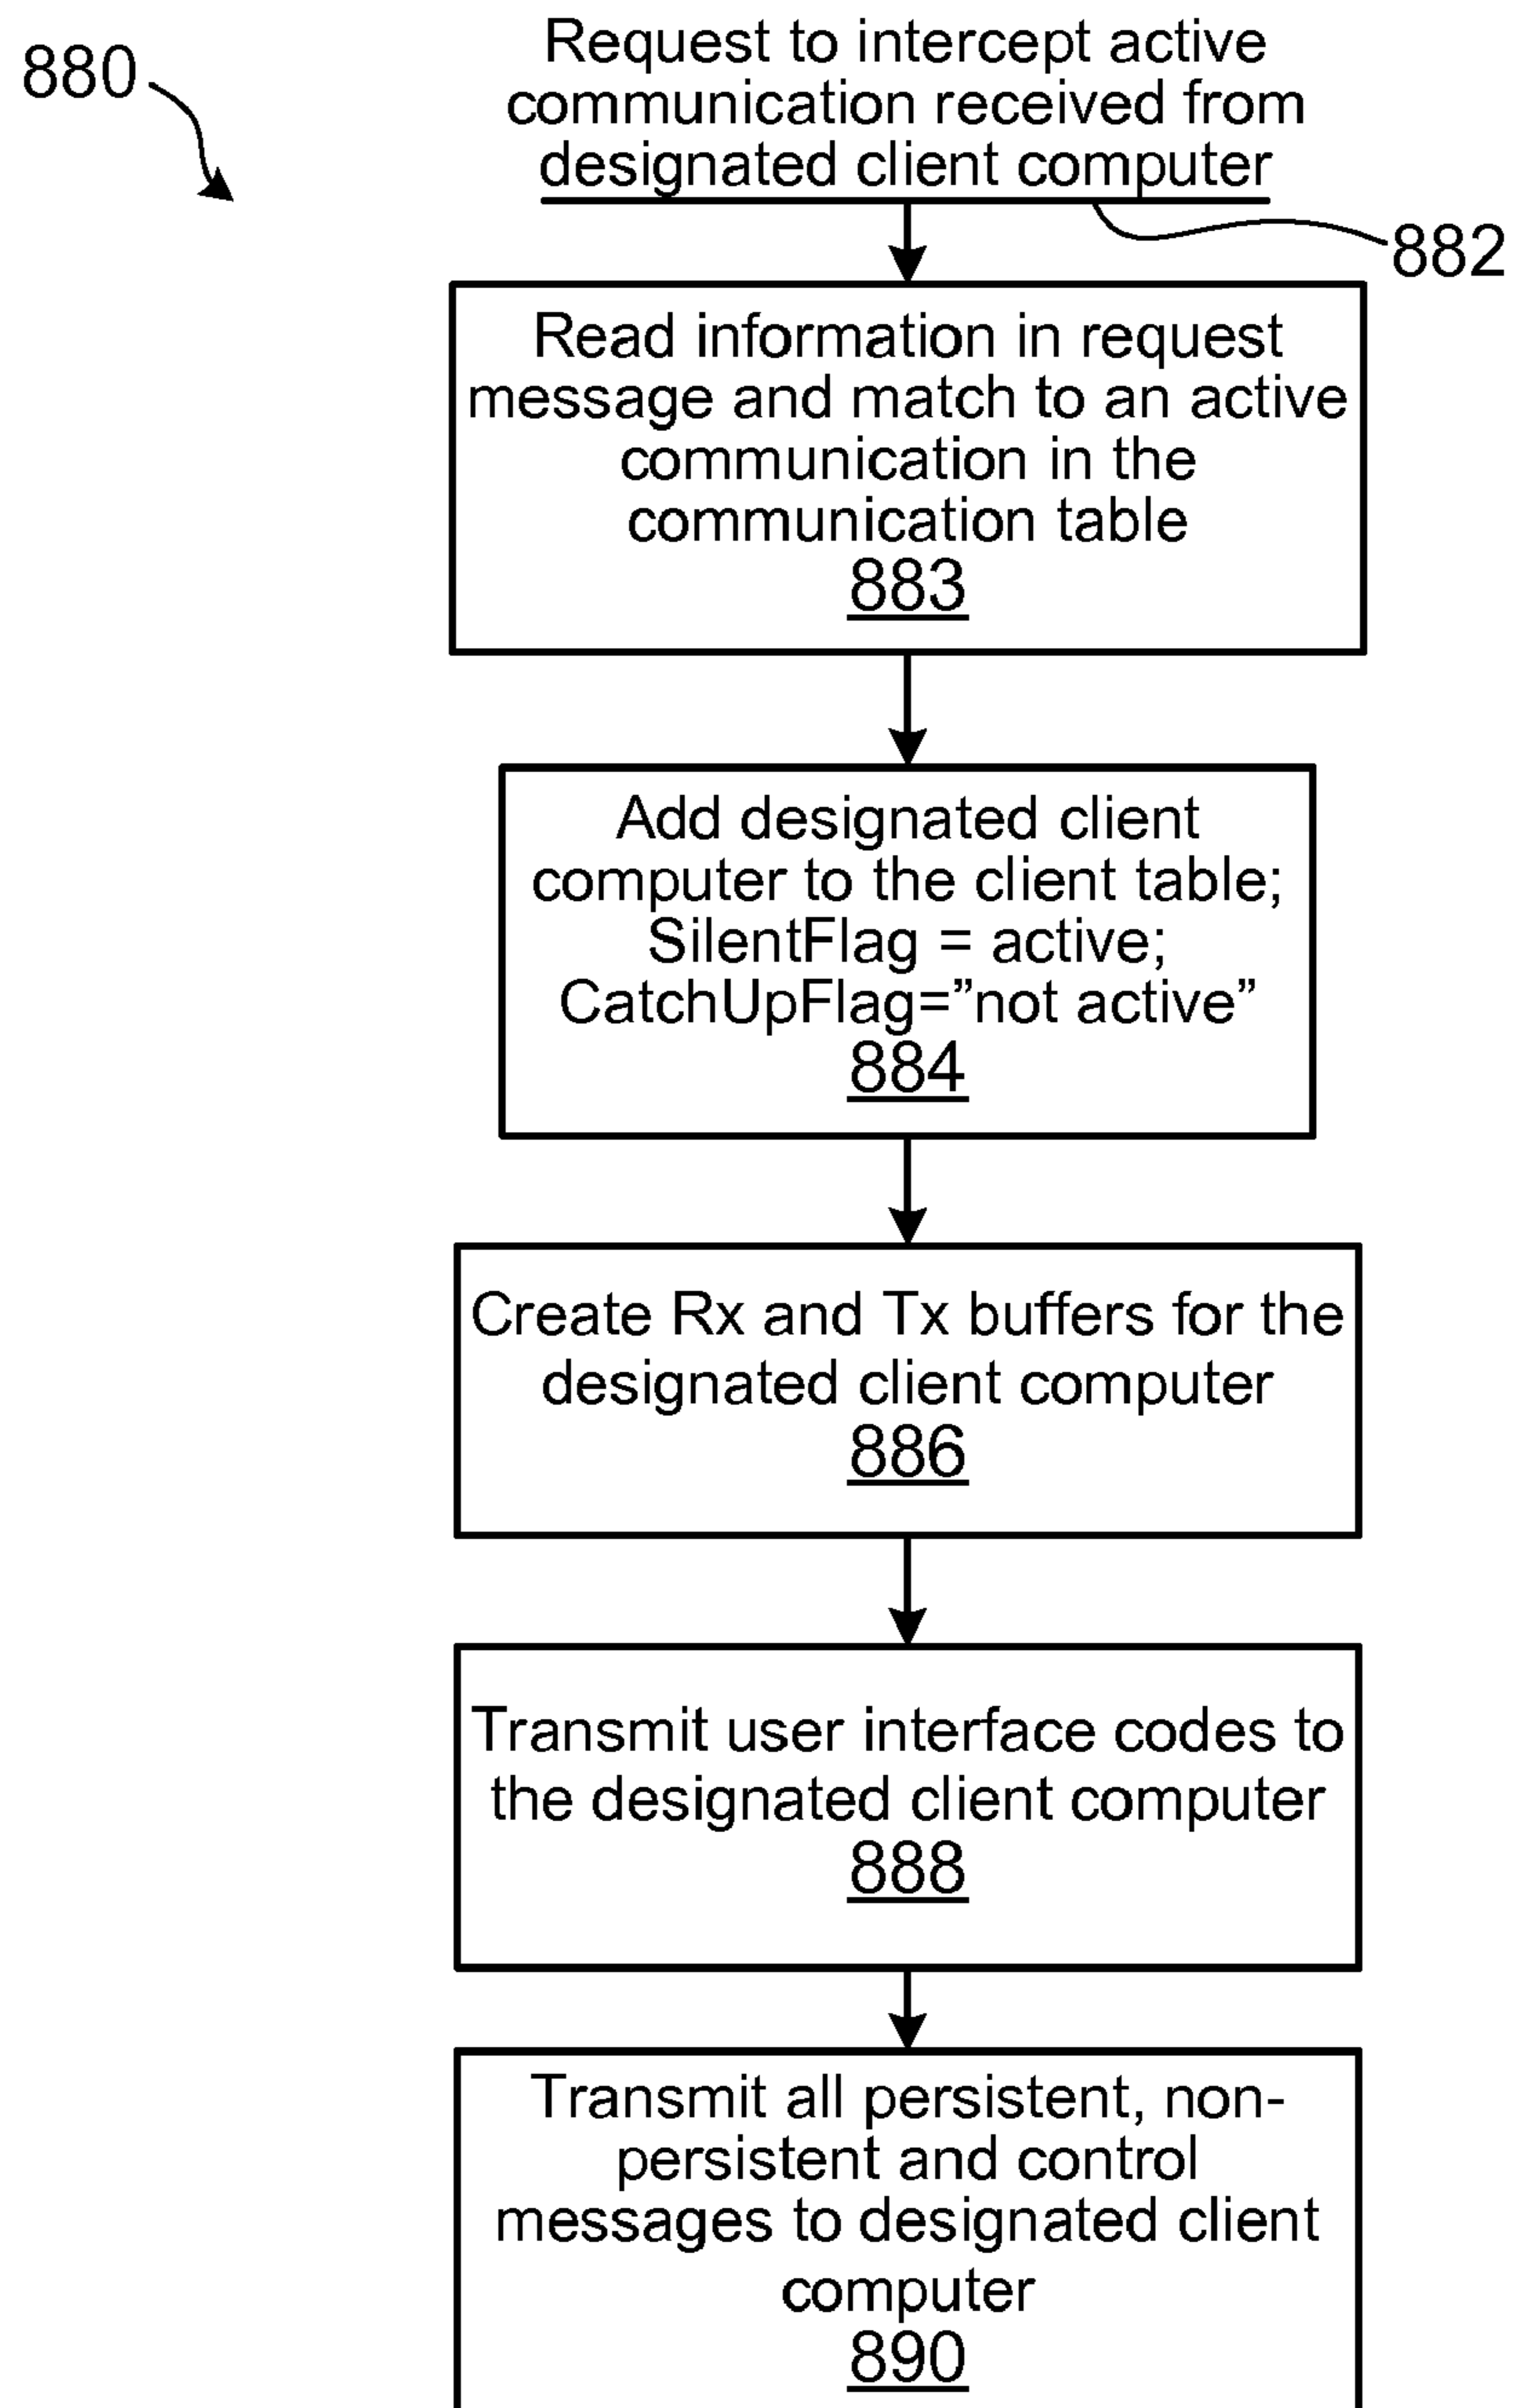 880
Request to intercept active
communication received from
designated client computer
882
Read information in request
message and match to an active
communication in the
communication table
883
Add designated client
computer to the client table;
SilentFlag = active;
CatchUpFlag=”not active”
884
Create Rx and Tx buffers for the
designated client computer
886
Transmit user interface codes to
the designated client computer
888
Transmit all persistent, non-
persistent and control
messages to designated client
computer
890